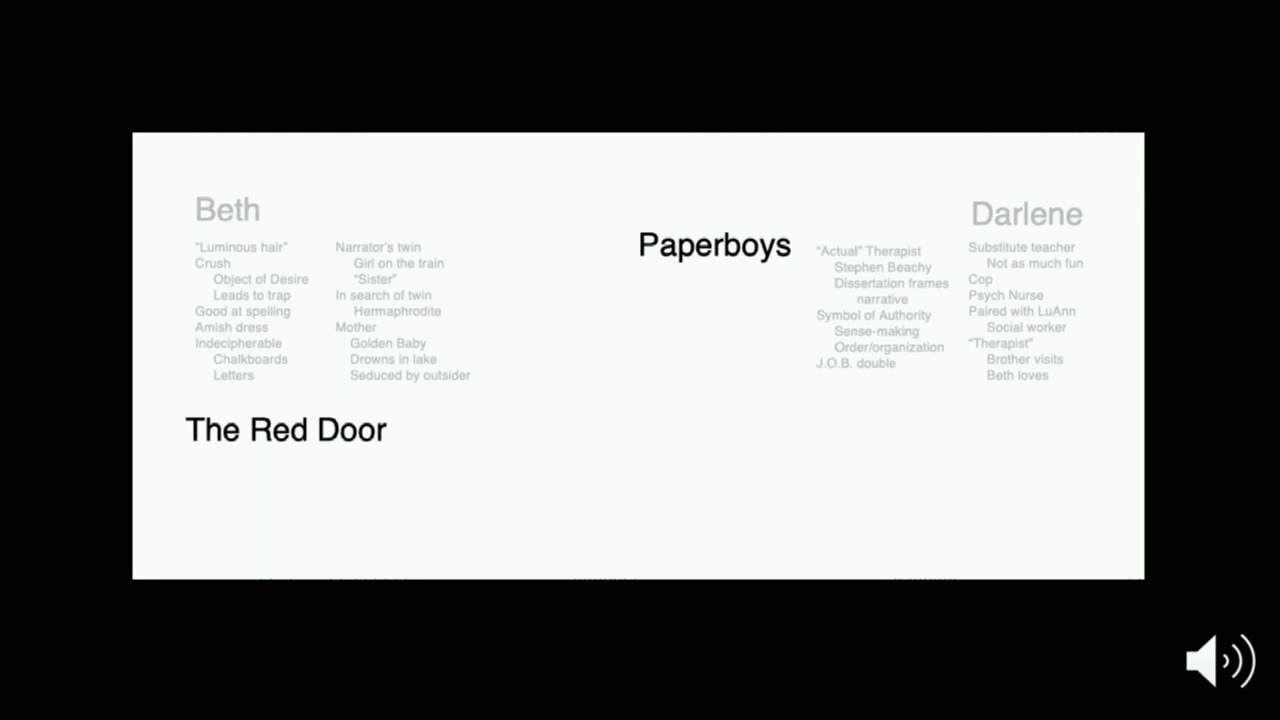 Beth
“Luminous hair”
Crush
Object of Desire
Leads to trap
Good at spelling
Amish dress
Indecipherable
Chalkboards
Letters
Narrator’s twin
Girl on the train
“Sister”
In search of twin
Hermaphrodite
Mother
Golden Baby
Drowns in lake
Seduced by outsider
The Red Door
Paperboys
“Actual” Therapist
Stephen Beachy
Dissertation frames
narrative
Symbol of Authority
Sense-making
Order/organization
J.O.B. double
Darlene
Substitute teacher
Not as much fun
Cop
Psych Nurse
Paired with LuAnn
Social worker
“Therapist”
Brother visits
Beth loves